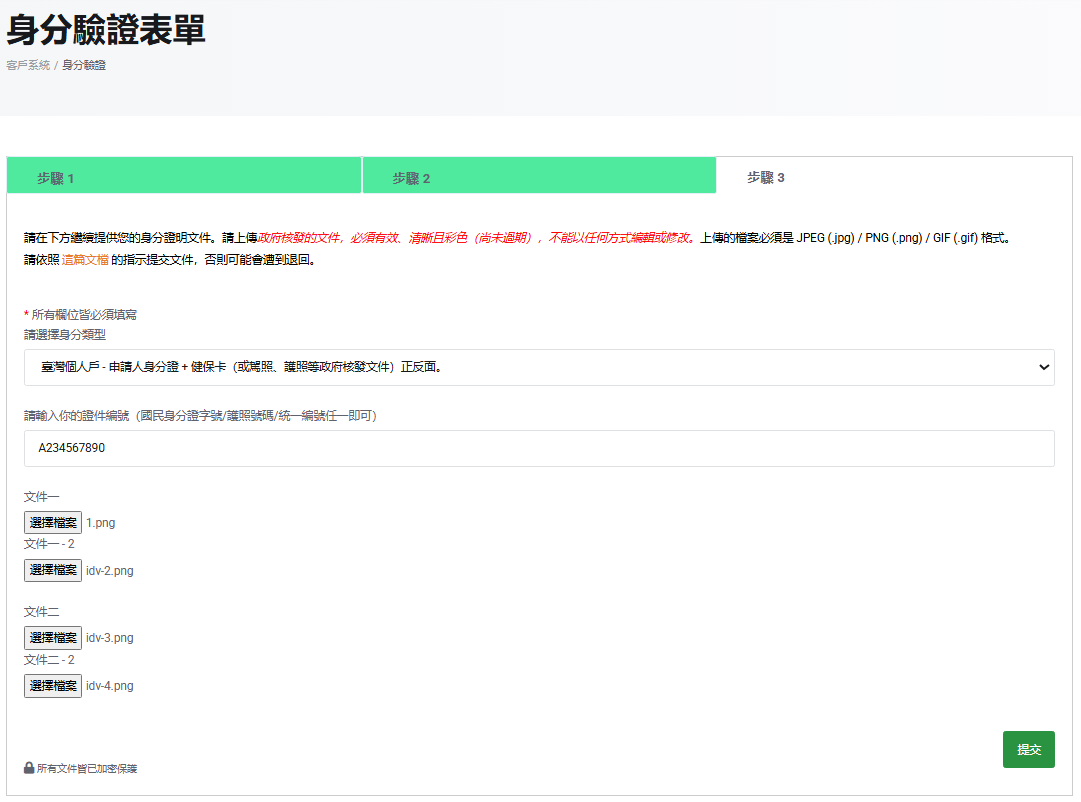 身分驗證表單
客戶系統 / 身分驗證
步驟 1
步驟 2
步驟 3
請在下方繼續提供您的身分證明文件。請上傳政府核發的文件，必須有效、清晰且彩色（尚未過期），不能以任何方式編輯或修改。上傳的檔案必須是 JPEG (.jpg) / PNG (.png) / GIF (.gif) 格式。
請依照 這篇文檔 的指示提交文件，否則可能會遭到退回。
* 所有欄位皆必須填寫
請選擇身分類型
臺灣個人戶 - 申請人身分證 + 健保卡（或駕照、護照等政府核發文件）正反面。
請輸入你的證件編號（國民身分證字號/護照號碼/統一編號任一即可）
A234567890
文件一
選擇檔案 1.png
文件一 - 2
選擇檔案 idv-2.png
文件二
選擇檔案 idv-3.png
文件二 - 2
選擇檔案 idv-4.png
提交
所有文件皆已加密保護